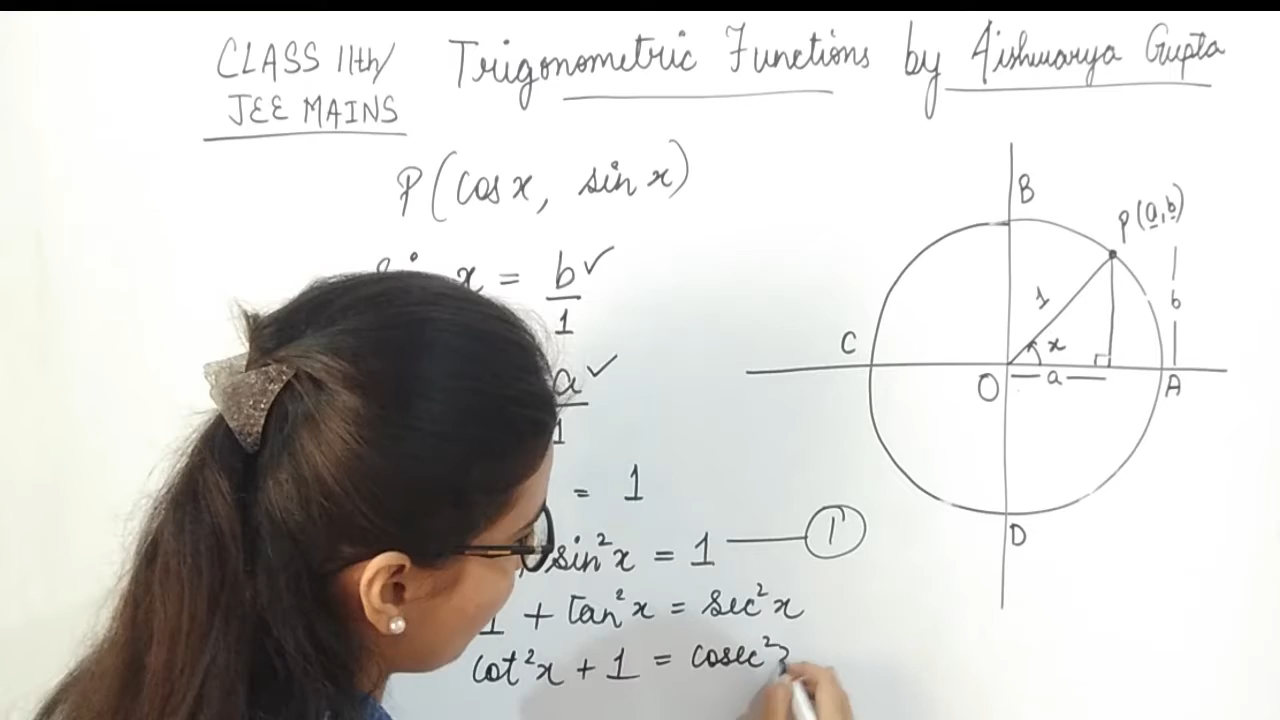 CLASS 11th/
JEE MAINS
Trigonometric Functions by Aishwarya Gupta
P(cos x, sin x)
x = b/1 ✓
a/1 ✓
= 1
sin²x = 1 —— ①
1 + tan²x = sec²x
cot²x + 1 = cosec²
B
P(a,b)
1
b
C
x
O
a
A
D